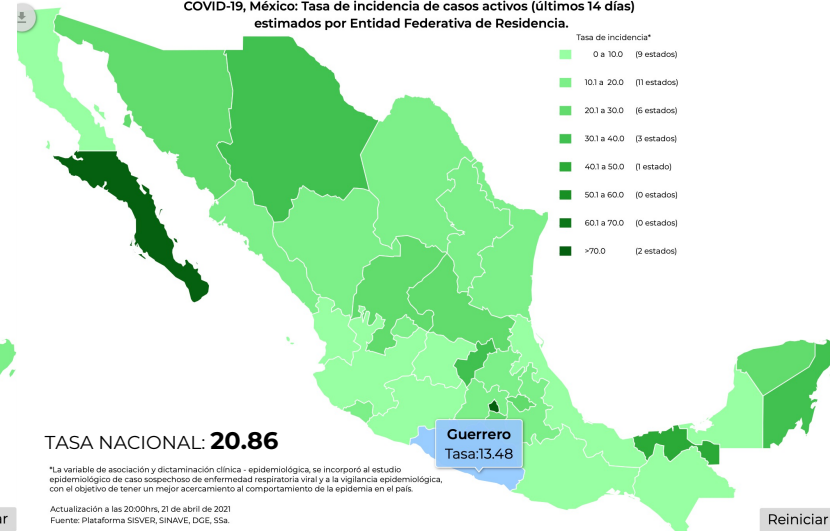 COVID-19, México: Tasa de incidencia de casos activos (últimos 14 días)
estimados por Entidad Federativa de Residencia.
Tasa de incidencia*
0 a 10.0 (9 estados)
10.1 a 20.0 (11 estados)
20.1 a 30.0 (6 estados)
30.1 a 40.0 (3 estados)
40.1 a 50.0 (1 estado)
50.1 a 60.0 (0 estados)
60.1 a 70.0 (0 estados)
>70.0 (2 estados)
Guerrero
Tasa:13.48
TASA NACIONAL: 20.86
*La variable de asociación y dictaminación clínica - epidemiológica, se incorporó al estudio
epidemiológico de caso sospechoso de enfermedad respiratoria viral y a la vigilancia epidemiológica,
con el objetivo de tener un mejor acercamiento al comportamiento de la epidemia en el país.
Actualización a las 20:00hrs, 21 de abril de 2021
Fuente: Plataforma SISVER, SINAVE, DGE, SSa.
Reiniciar